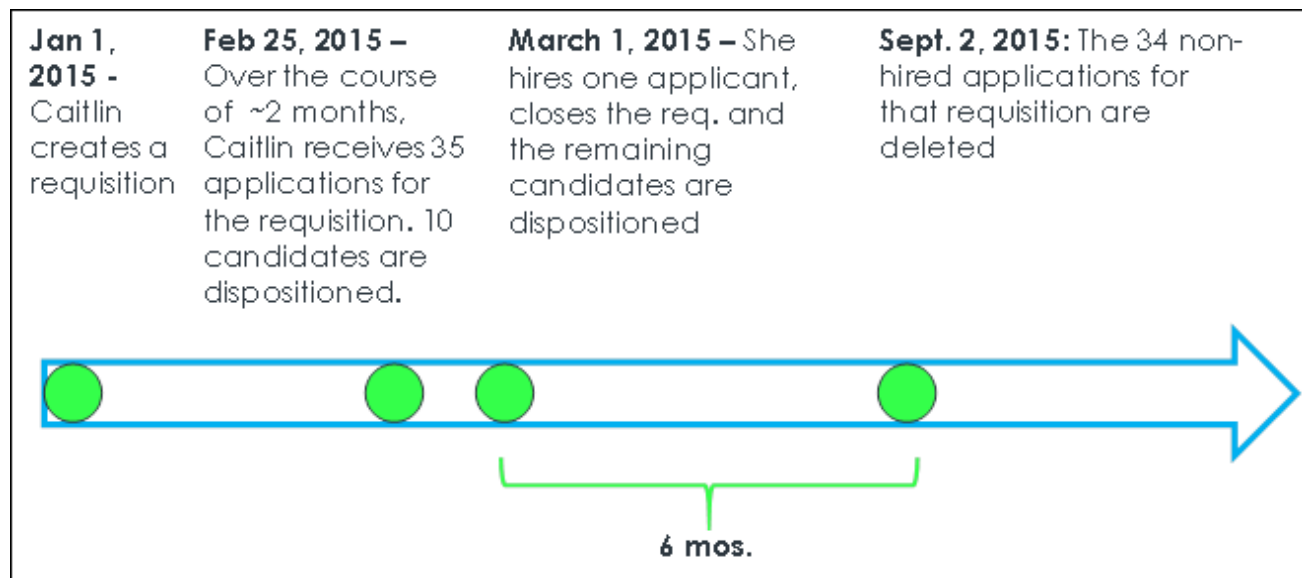 Jan 1,
2015 -
Caitlin
creates a
requisition
Feb 25, 2015 –
Over the course
of ~2 months,
Caitlin receives 35
applications for
the requisition. 10
candidates are
dispositioned.
March 1, 2015 – She
hires one applicant,
closes the req. and
the remaining
candidates are
dispositioned
Sept. 2, 2015: The 34 non-
hired applications for
that requisition are
deleted
6 mos.